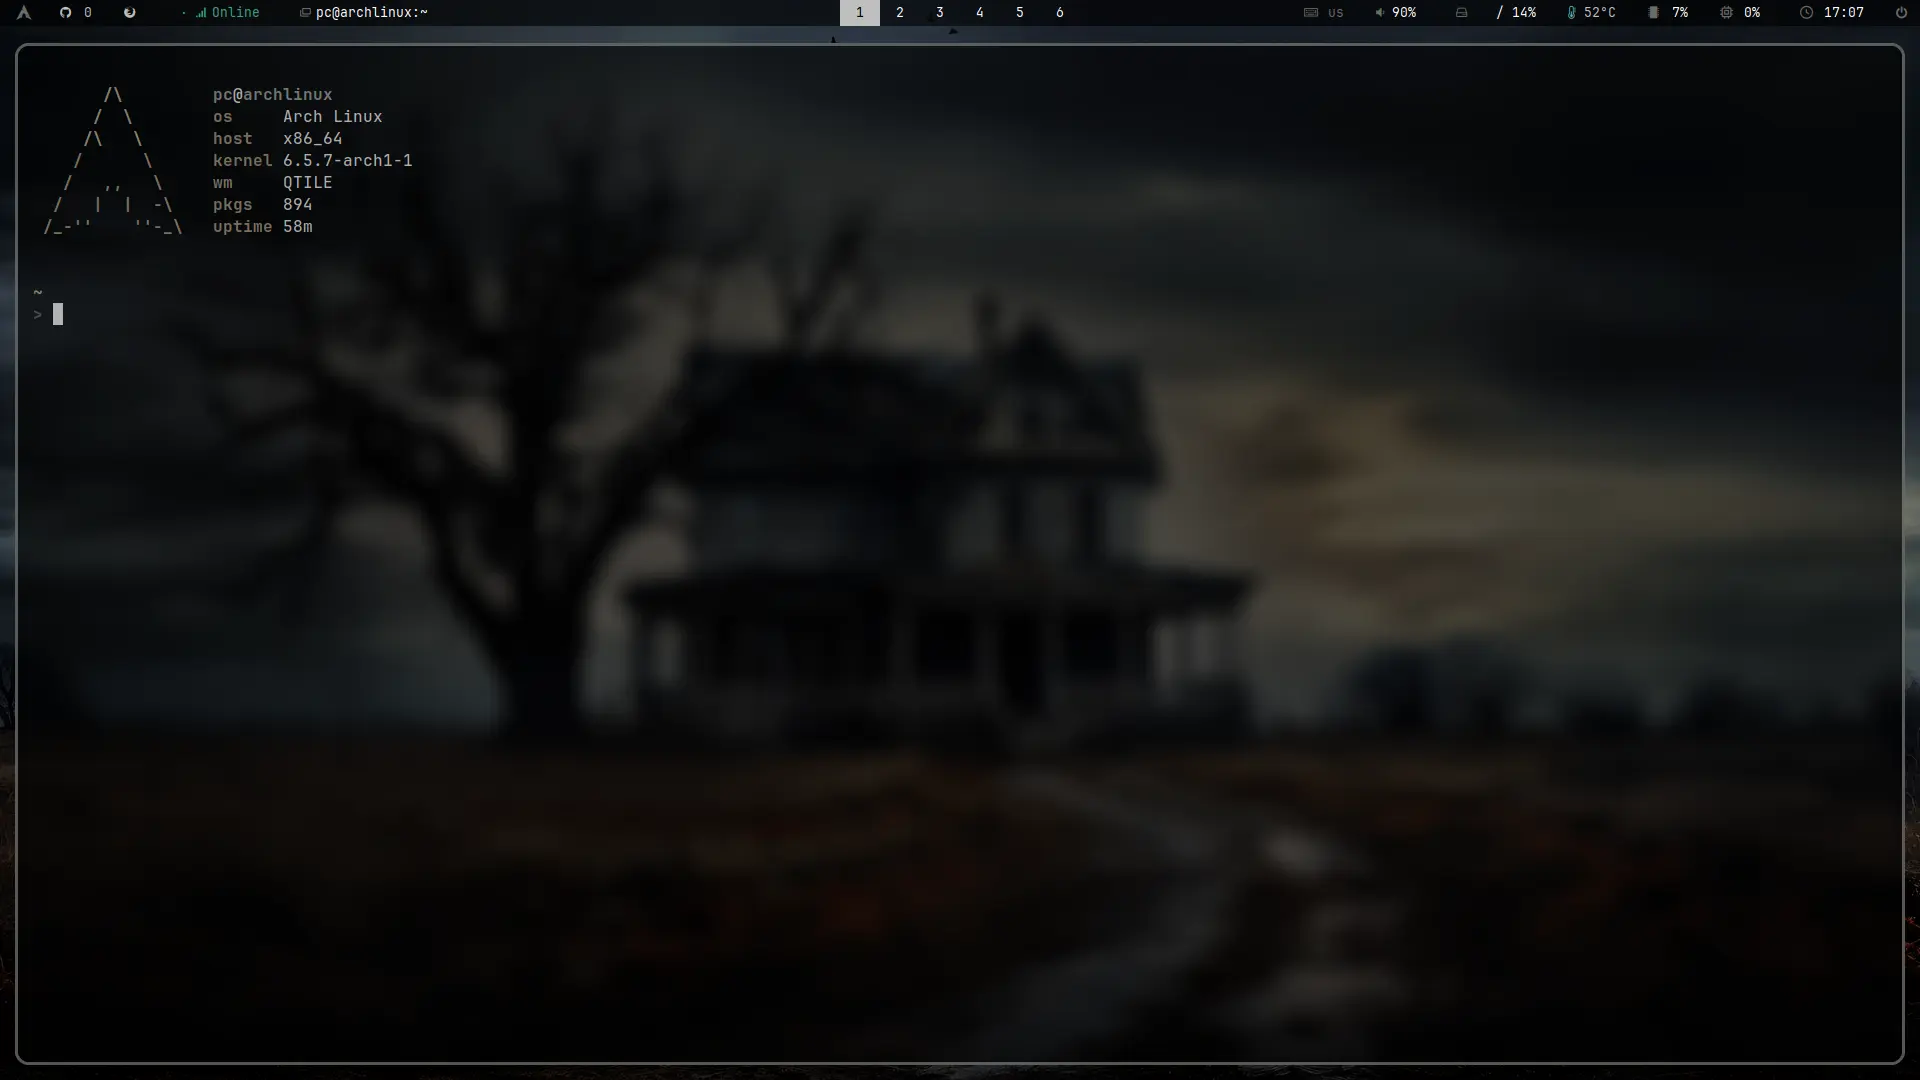 0 Online pc@archlinux:~ 1 2 3 4 5 6 us 90% / 14% 52°C 7% 0% 17:07
/\ pc@archlinux
/  \ os Arch Linux
/\   \ host x86_64
/      \ kernel 6.5.7-arch1-1
/   ,,   \ wm QTILE
/   |  |  -\ pkgs 894
/_-''    ''-_\ uptime 58m
~
>